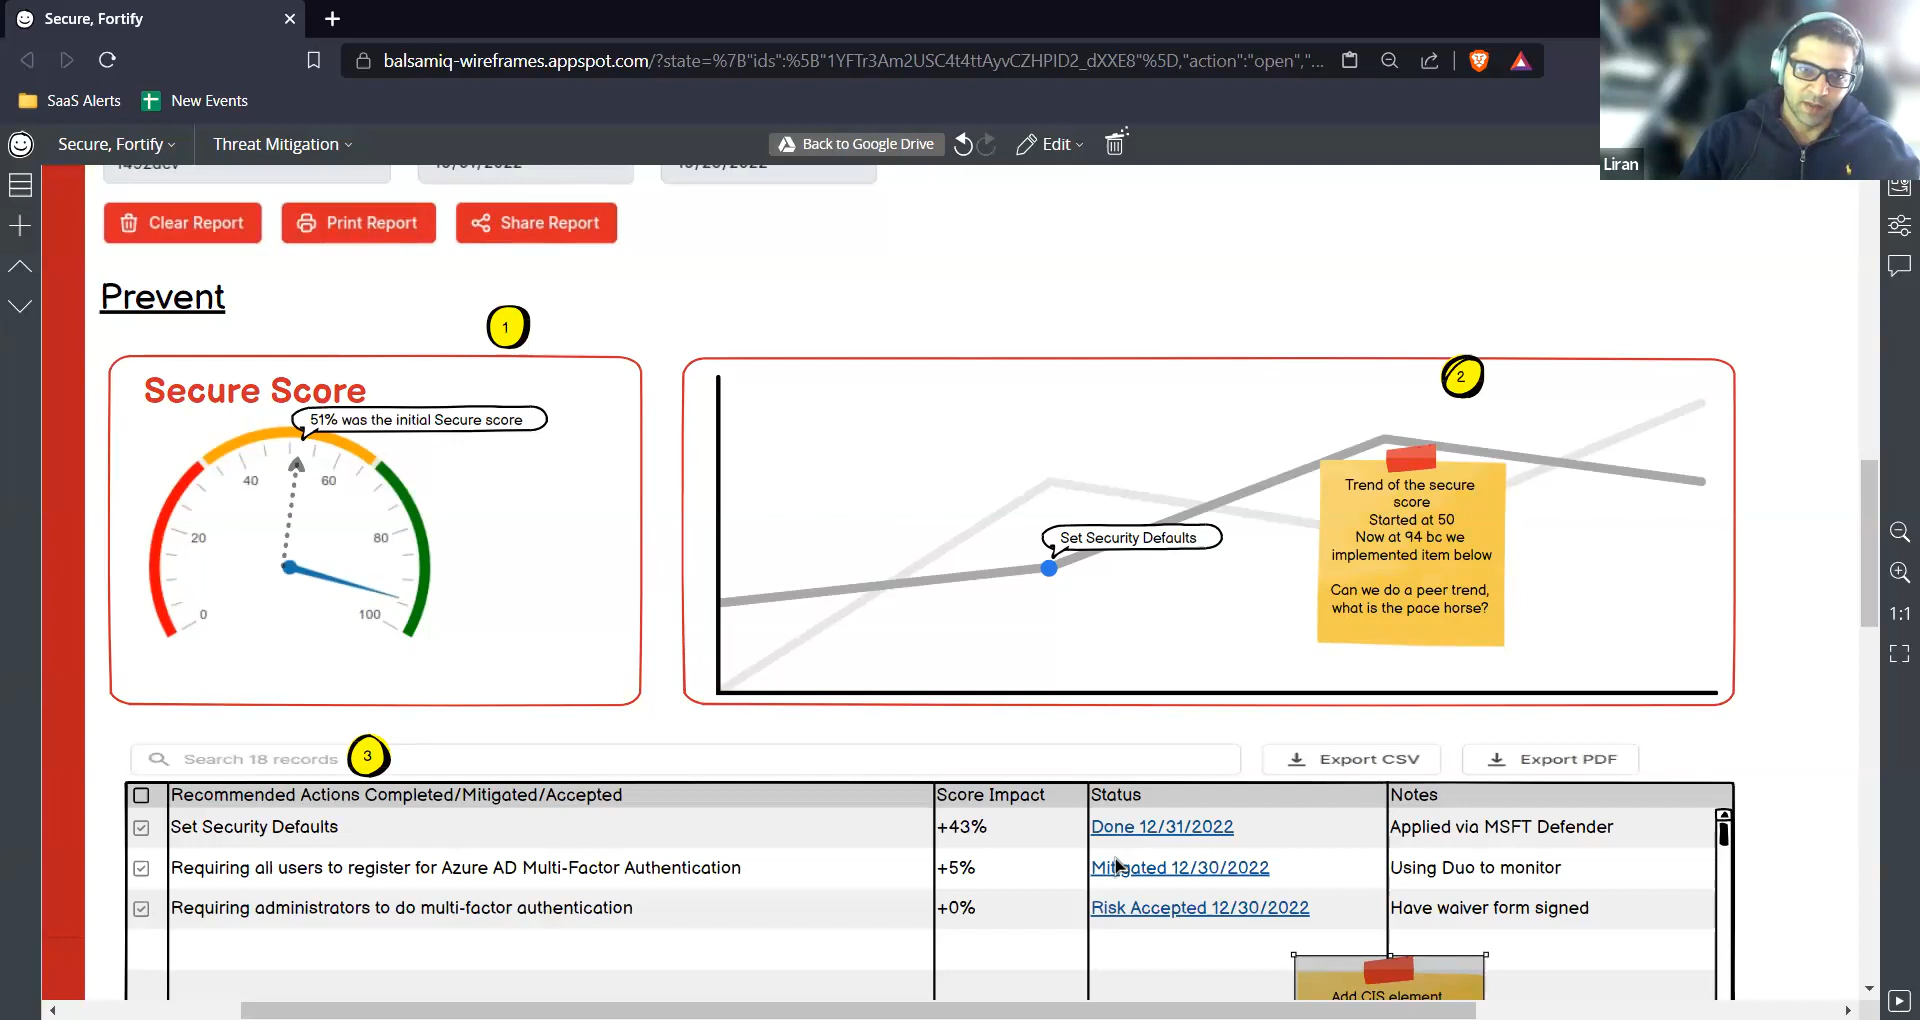 Secure, Fortify
balsamiq-wireframes.appspot.com/?state=%7B"ids":%5B"1YFTr3Am2USC4t4ttAyvCZHPID2_dXXE8"%5D,"action":"open","...
SaaS Alerts
New Events
Liran
Secure, Fortify
Threat Mitigation
Back to Google Drive
Edit
Clear Report
Print Report
Share Report
Prevent
1
2
Secure Score
51% was the initial Secure score
40
60
20
80
0
100
Set Security Defaults
Trend of the secure
score
Started at 50
Now at 94 bc we
implemented item below
Can we do a peer trend,
what is the pace horse?
1:1
3
Search 18 records
Export CSV
Export PDF
Recommended Actions Completed/Mitigated/Accepted
Score Impact
Status
Notes
Set Security Defaults
+43%
Done 12/31/2022
Applied via MSFT Defender
Requiring all users to register for Azure AD Multi-Factor Authentication
+5%
Mitigated 12/30/2022
Using Duo to monitor
Requiring administrators to do multi-factor authentication
+0%
Risk Accepted 12/30/2022
Have waiver form signed
Add CIS element